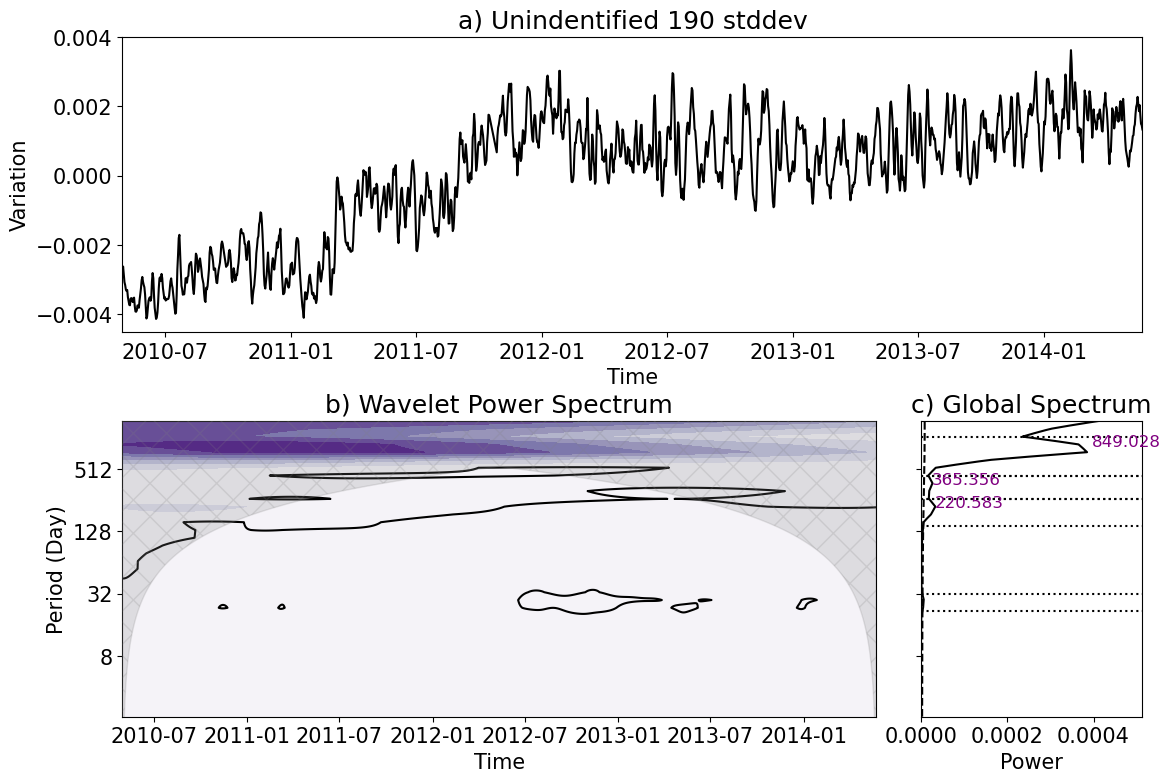 a) Unindentified 190 stddev
Variation
0.004
0.002
0.000
−0.002
−0.004
2010-07 2011-01 2011-07 2012-01 2012-07 2013-01 2013-07 2014-01
Time
b) Wavelet Power Spectrum
Period (Day)
512
128
32
8
2010-07 2011-01 2011-07 2012-01 2012-07 2013-01 2013-07 2014-01
Time
c) Global Spectrum
849.028
365.356
220.583
0.0000 0.0002 0.0004
Power